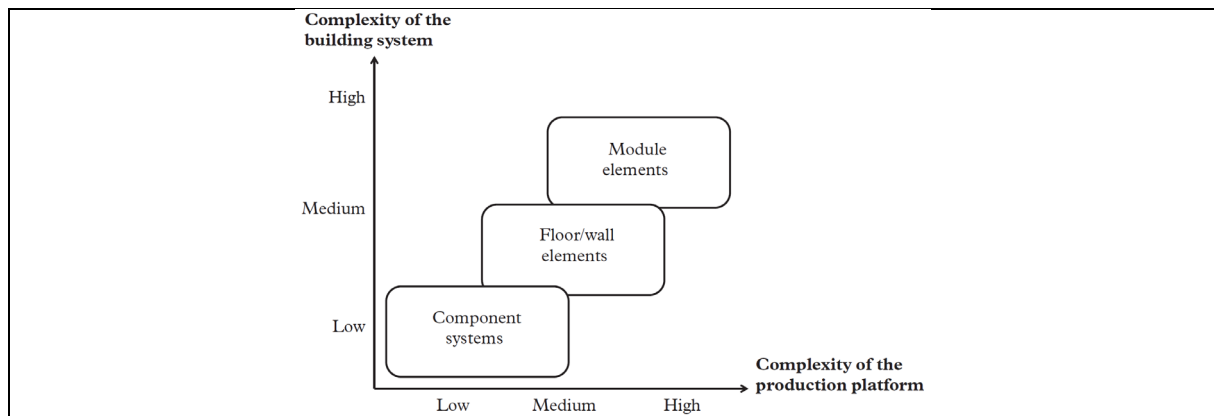 Complexity of the
building system
High
Module
elements
Medium
Floor/wall
elements
Component
systems
Low
Complexity of the
production platform
Low Medium High